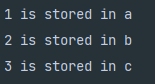 1 is stored in a
2 is stored in b
3 is stored in c